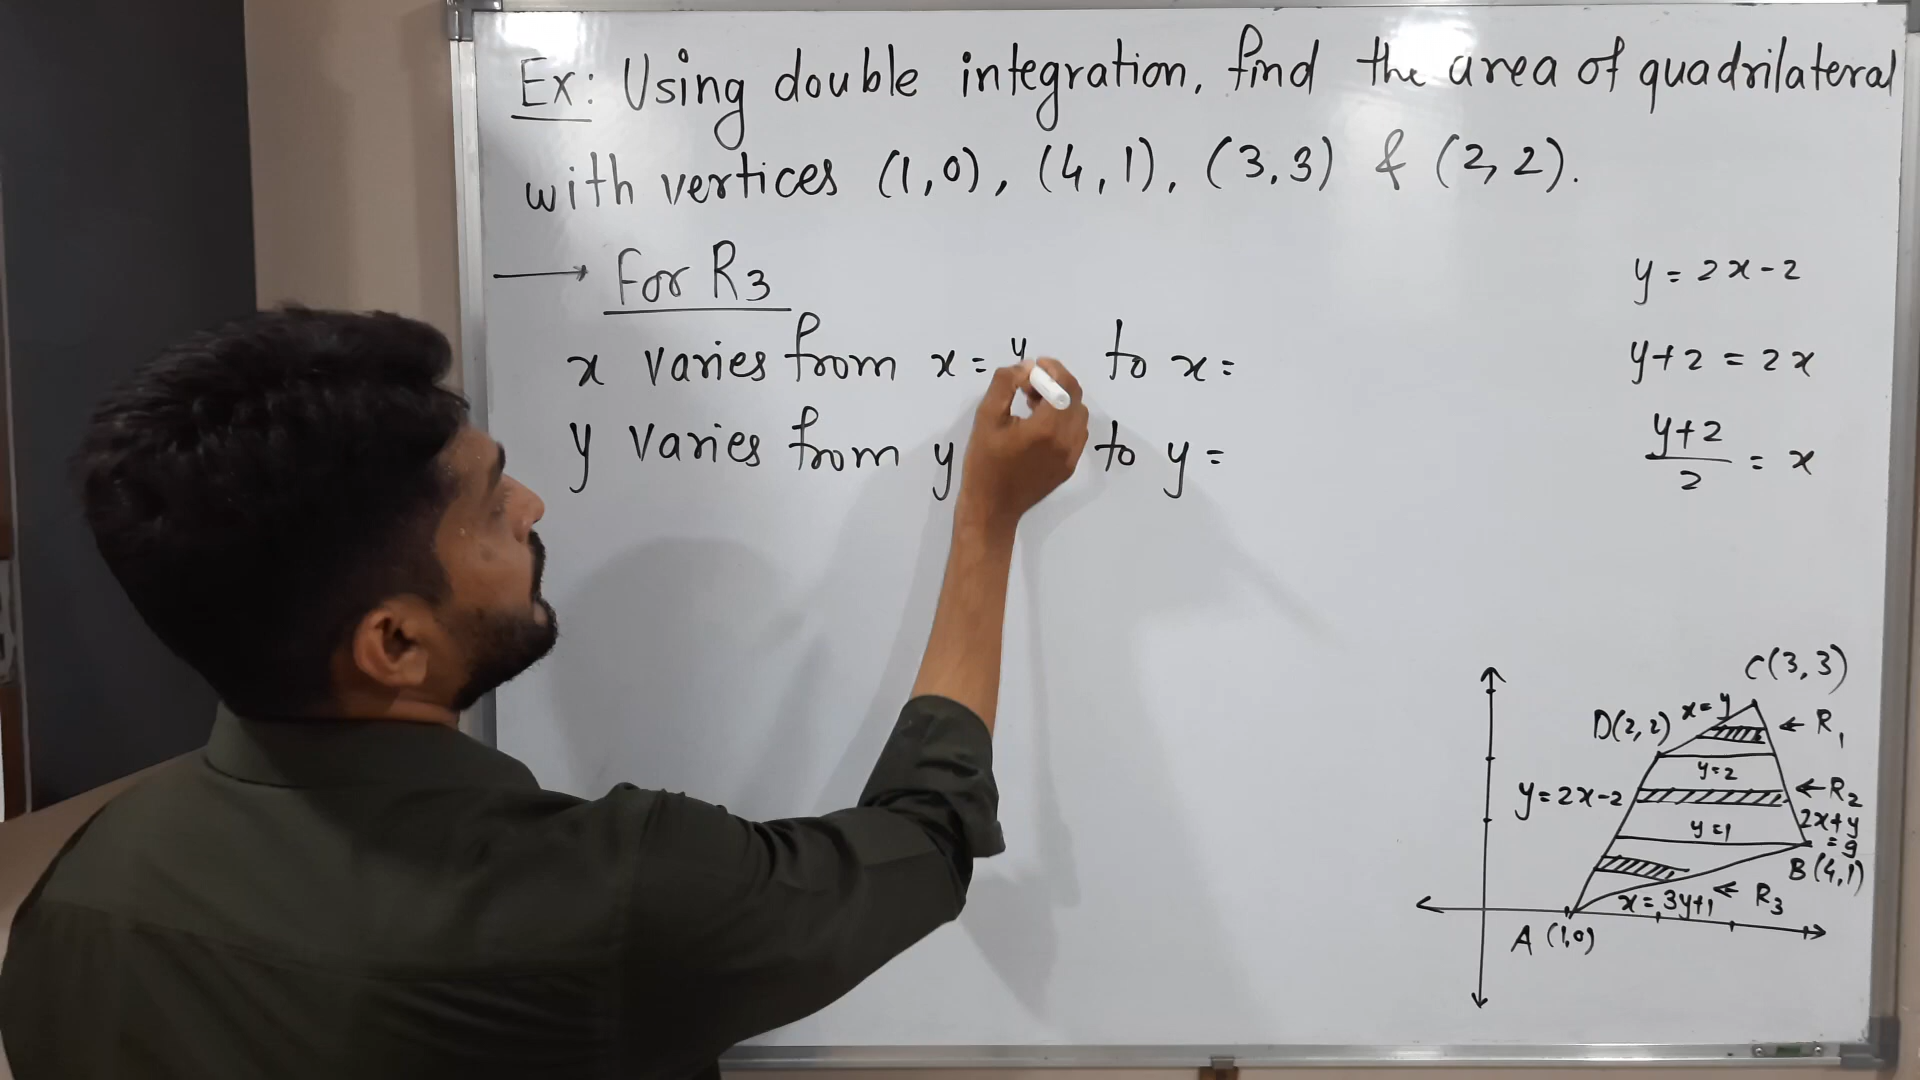 Ex: Using double integration, find the area of quadrilateral
with vertices (1,0), (4,1), (3,3) & (2,2).
→ For R3
x varies from x = y to x =
y varies from y to y =
y = 2x-2
y+2 = 2x
y+2/2 = x
C(3,3)
D(2,2) x=y ← R1
y=2
y=2x-2 ← R2
2x+y
y=1 = 9
B(4,1)
x=3y+1 ← R3
A (1,0)